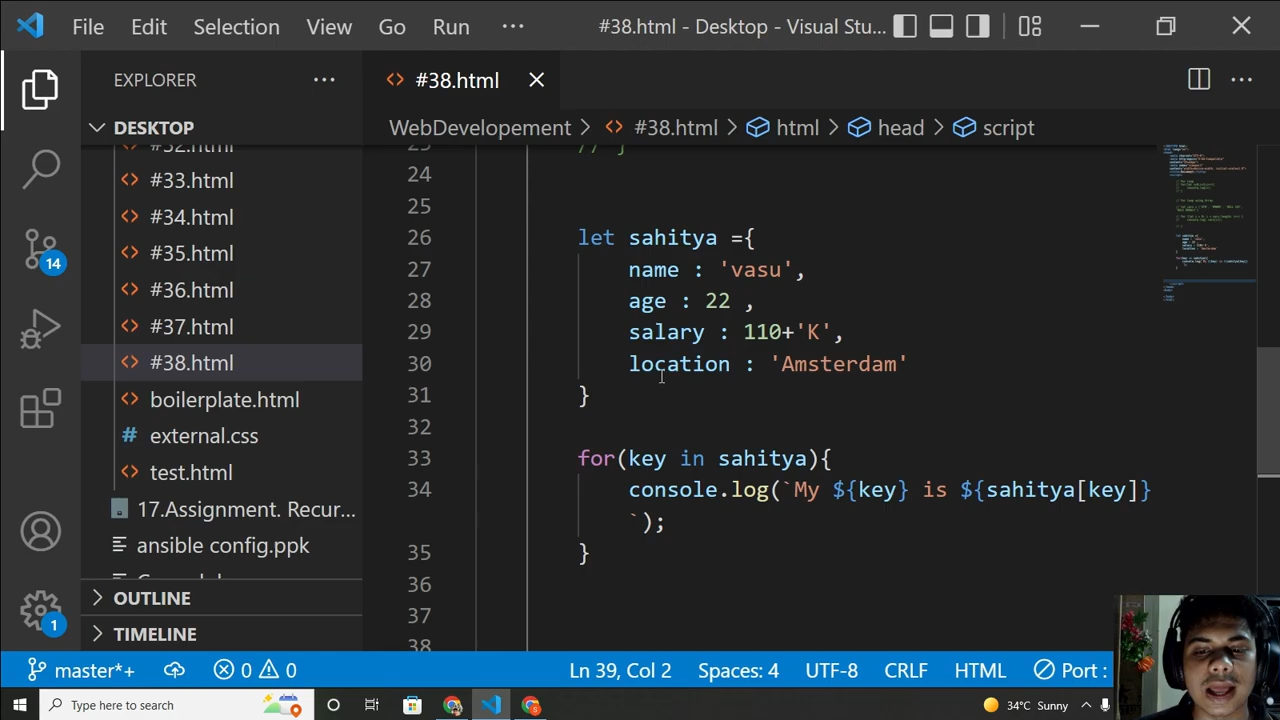 File Edit Selection View Go Run ··· #38.html - Desktop - Visual Stu...
EXPLORER ···
#38.html
DESKTOP
WebDevelopement > #38.html > html > head > script
#32.html
#33.html
#34.html
#35.html
#36.html
#37.html
#38.html
boilerplate.html
# external.css
test.html
17.Assignment. Recur...
ansible config.ppk
OUTLINE
TIMELINE
14
1
25 // }
24
25
26 let sahitya ={
27 name : 'vasu',
28 age : 22 ,
29 salary : 110+'K',
30 location : 'Amsterdam'
31 }
32
33 for(key in sahitya){
34 console.log(`My ${key} is ${sahitya[key]}
`);
35 }
36
37
38
master*+ 0 0 Ln 39, Col 2 Spaces: 4 UTF-8 CRLF HTML Port :
Type here to search 34°C Sunny